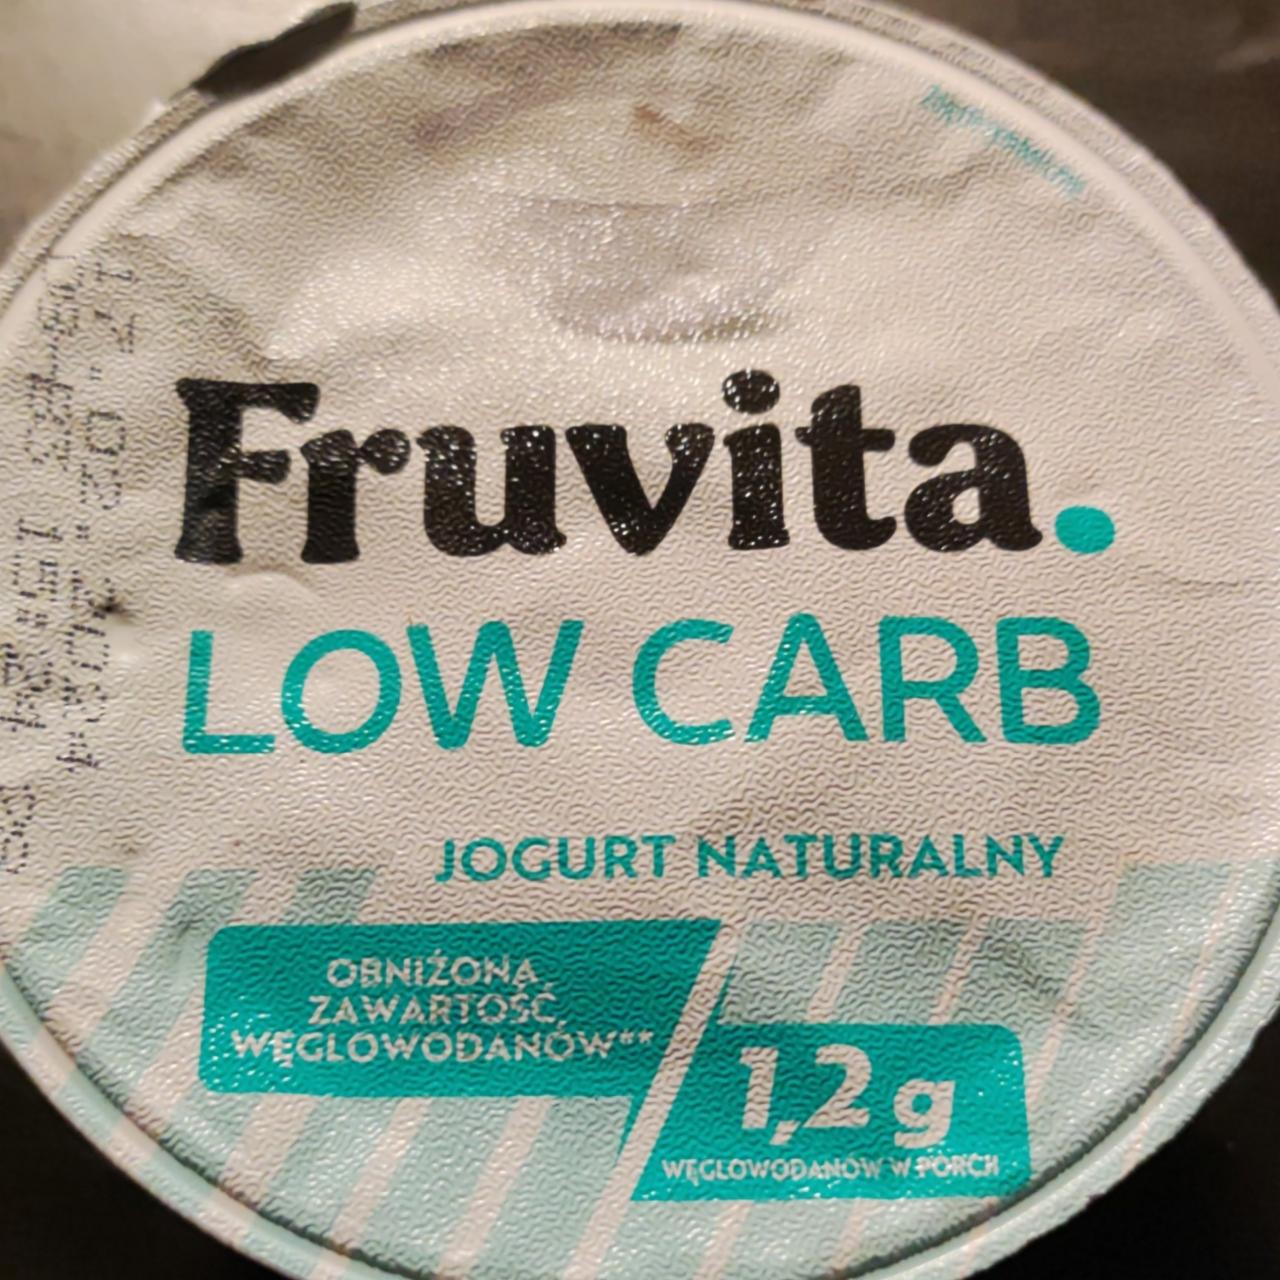 Fruvita.
LOW CARB
JOGURT NATURALNY
OBNIŻONA
ZAWARTOŚĆ
WĘGLOWODANÓW**
1,2 g
WĘGLOWODANÓW W PORCJI